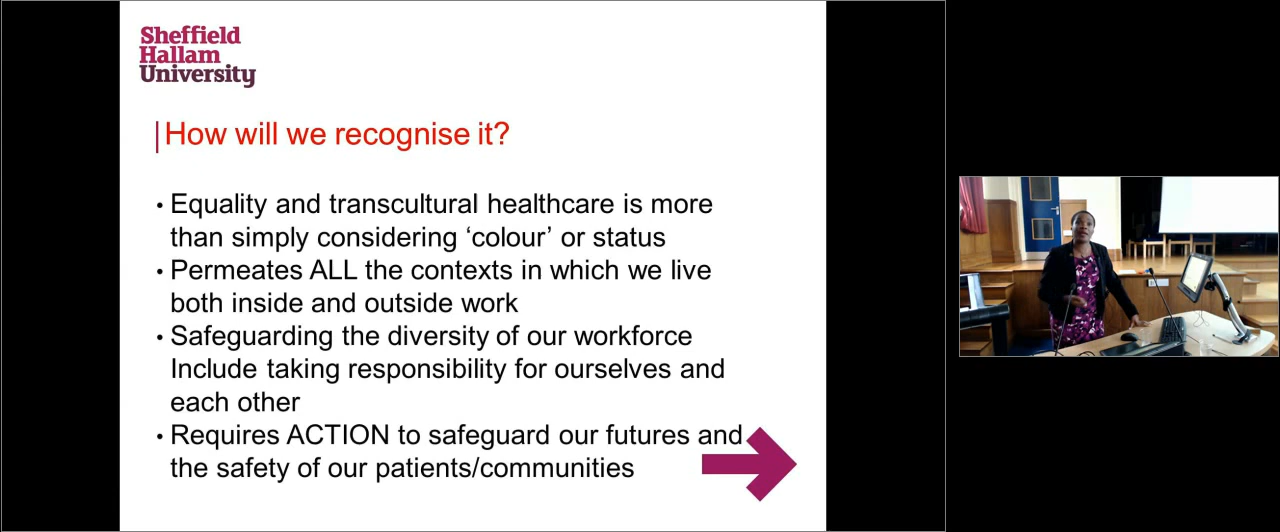 Sheffield
Hallam
University
How will we recognise it?
• Equality and transcultural healthcare is more
than simply considering ‘colour’ or status
• Permeates ALL the contexts in which we live
both inside and outside work
• Safeguarding the diversity of our workforce
Include taking responsibility for ourselves and
each other
• Requires ACTION to safeguard our futures and
the safety of our patients/communities